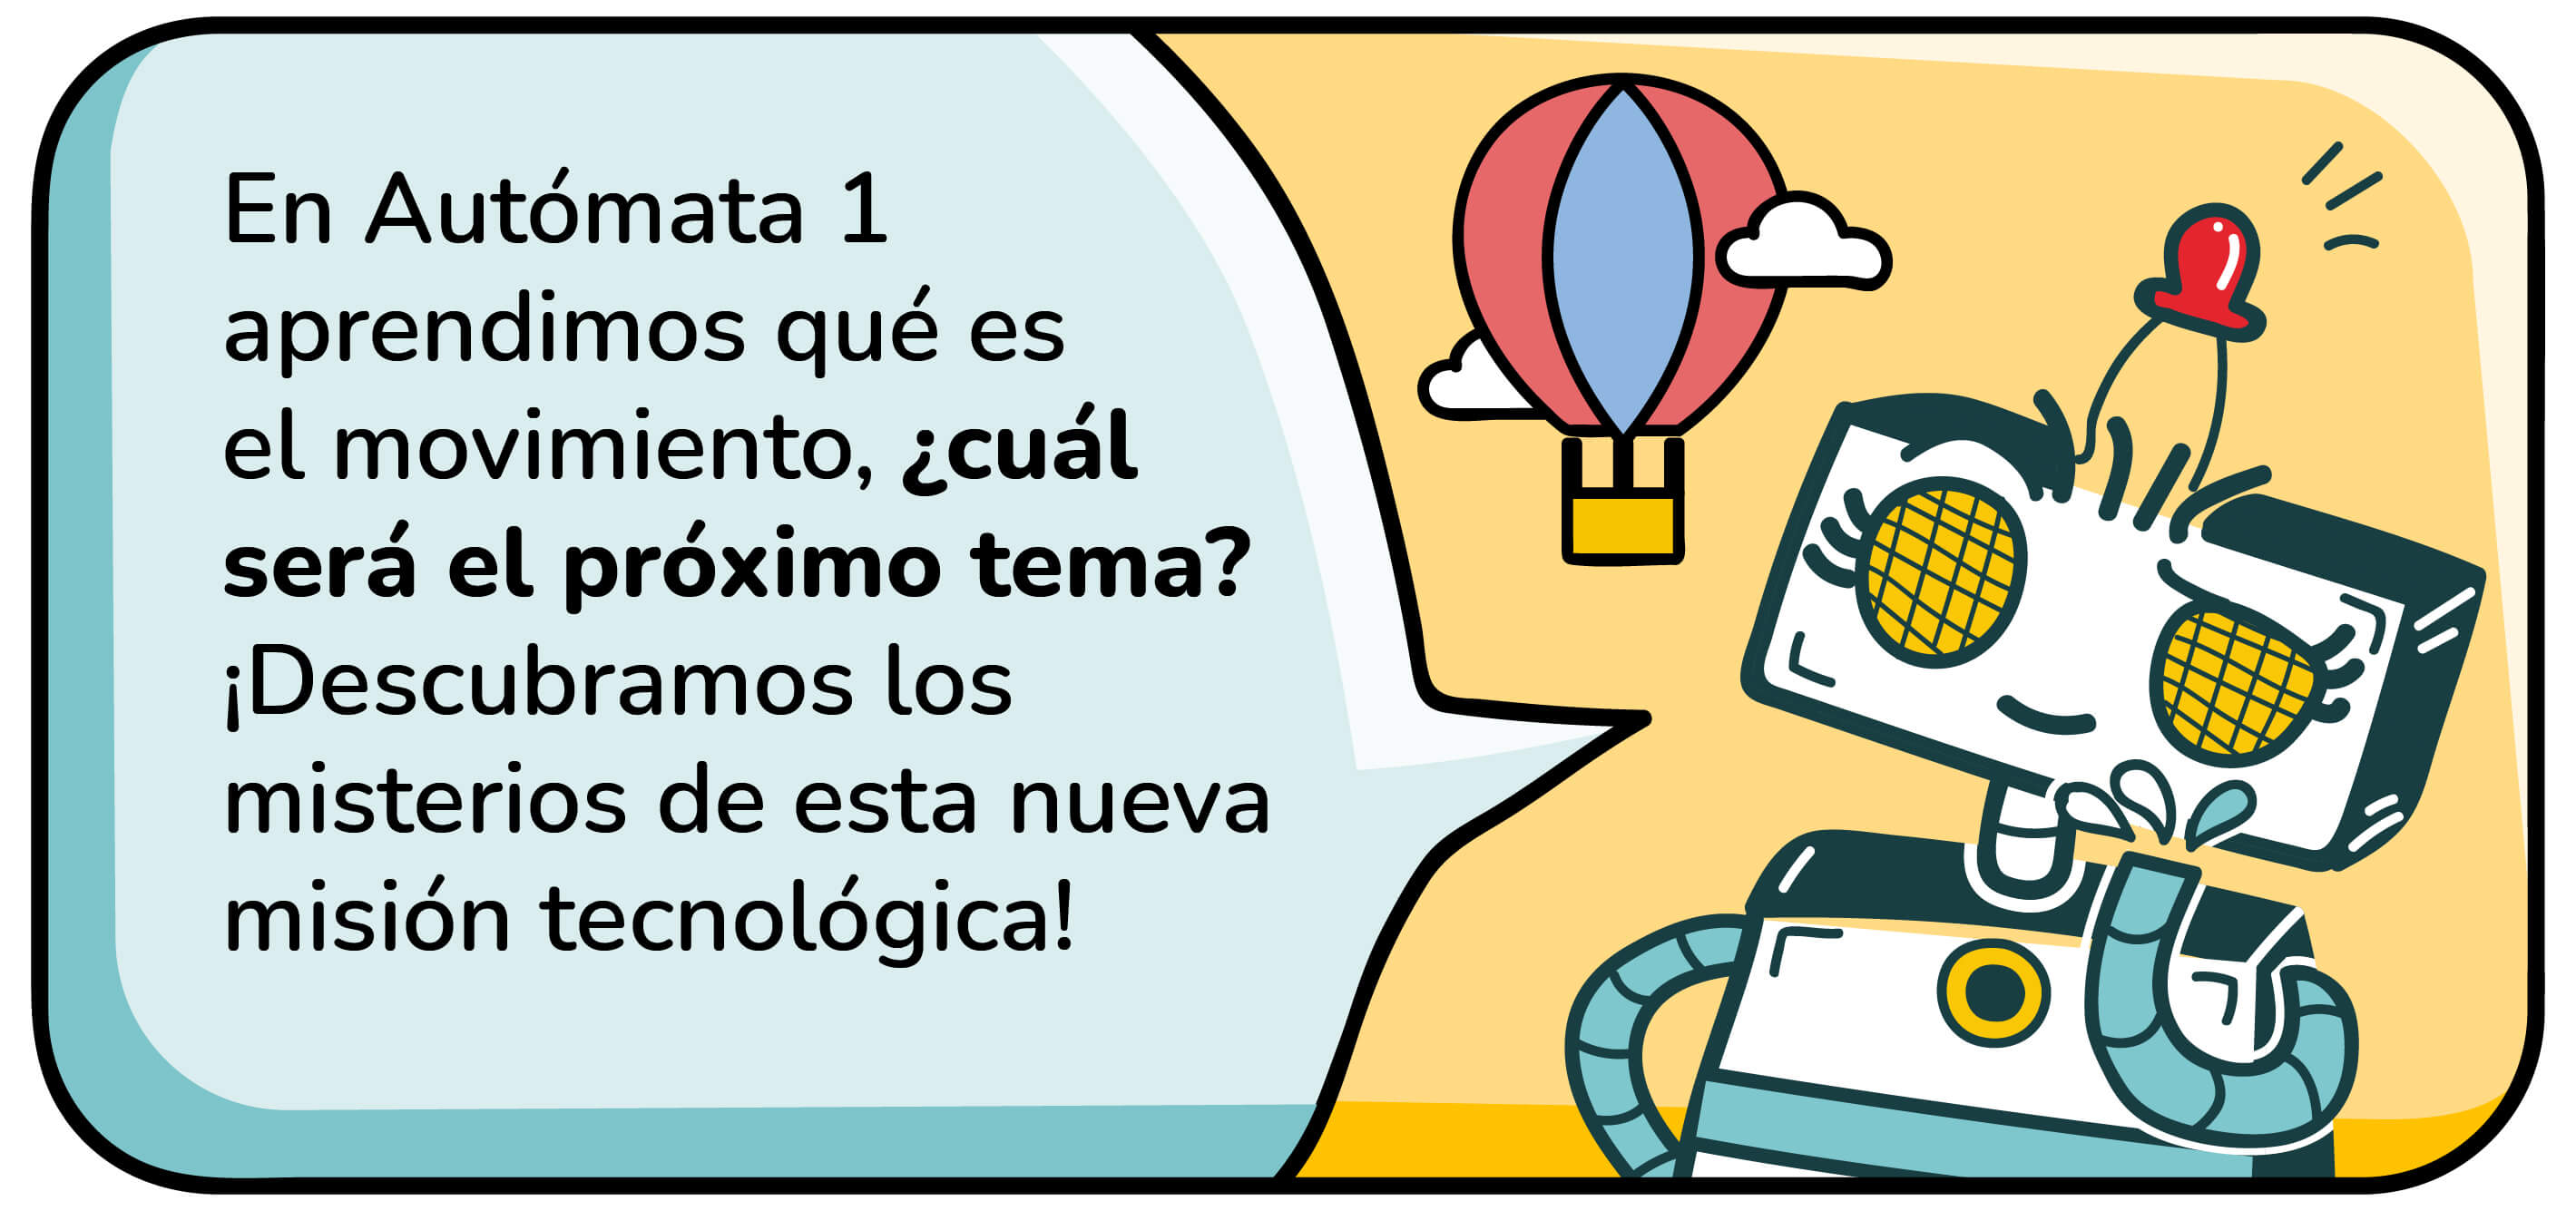 En Autómata 1
aprendimos qué es
el movimiento, ¿cuál
será el próximo tema?
¡Descubramos los
misterios de esta nueva
misión tecnológica!